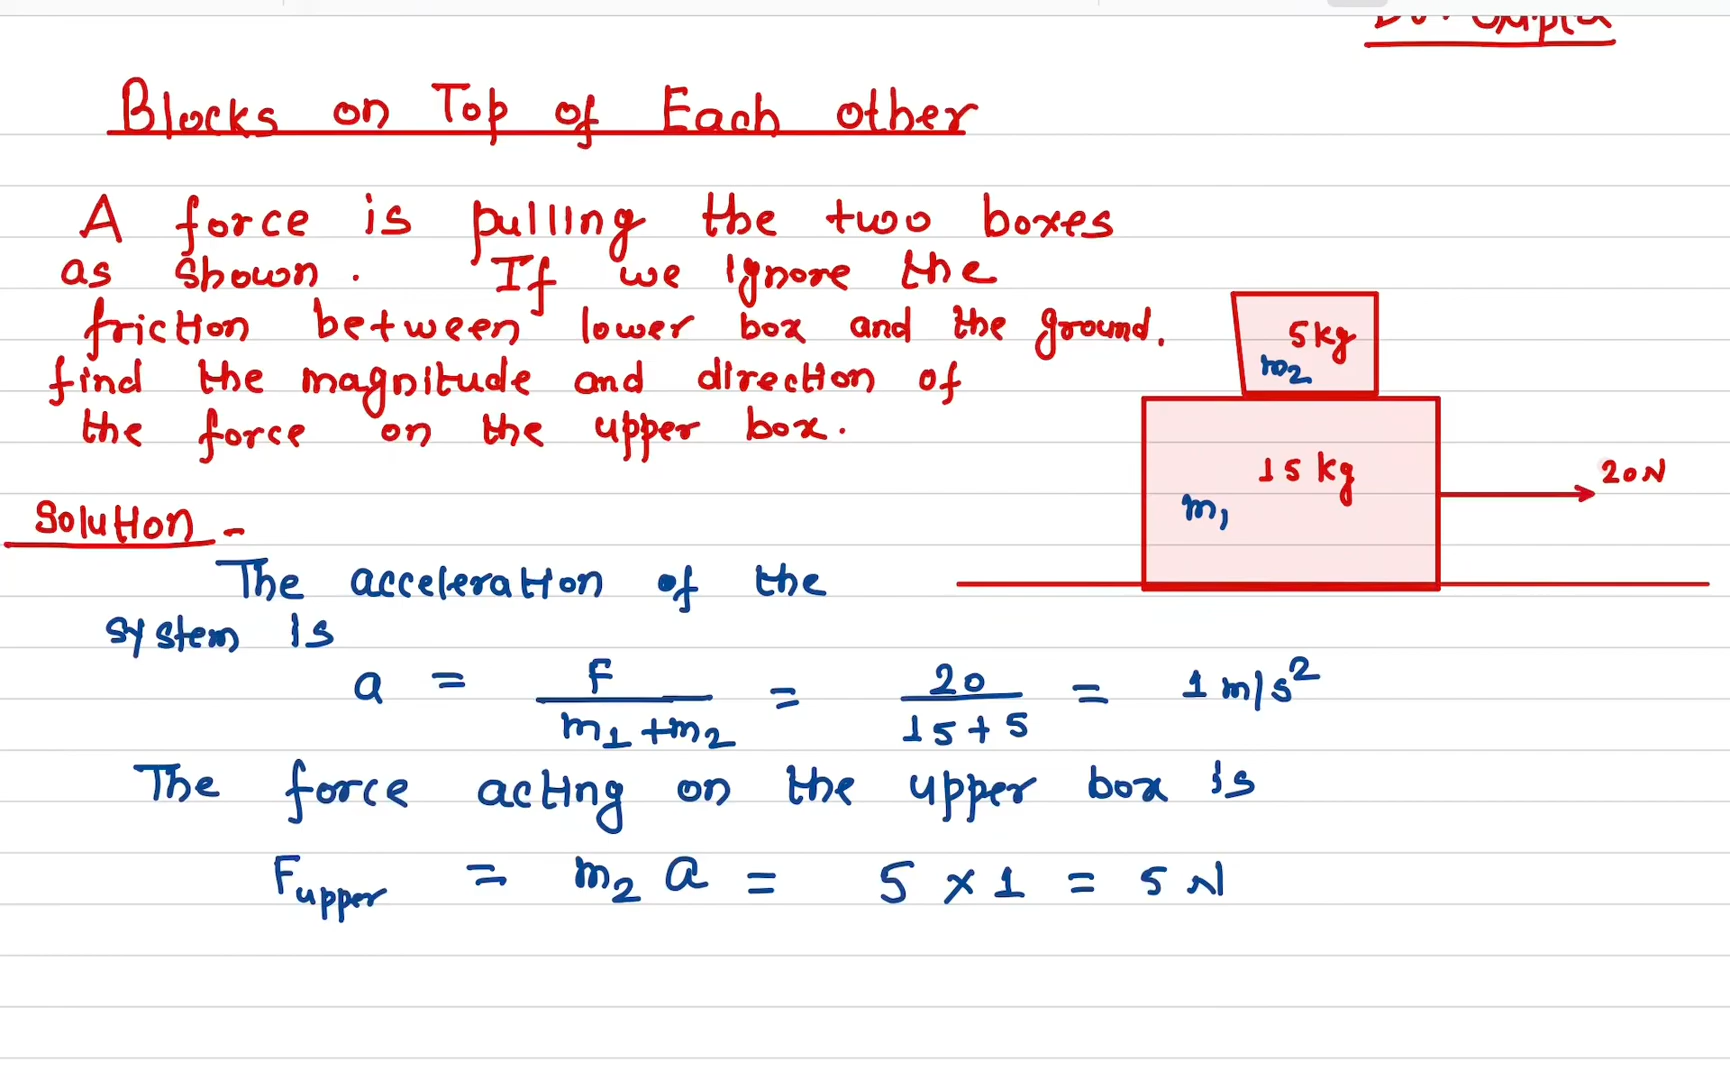 Blocks on Top of Each other
A force is pulling the two boxes
as shown. If we ignore the
friction between lower box and the ground.
find the magnitude and direction of
the force on the upper box.
5kg
m₂
15 kg
m₁
20N
Solution -
The acceleration of the
system is
a = F/(m₁+m₂) = 20/(15+5) = 1 m/s²
The force acting on the upper box is
F upper = m₂ a = 5 × 1 = 5 N